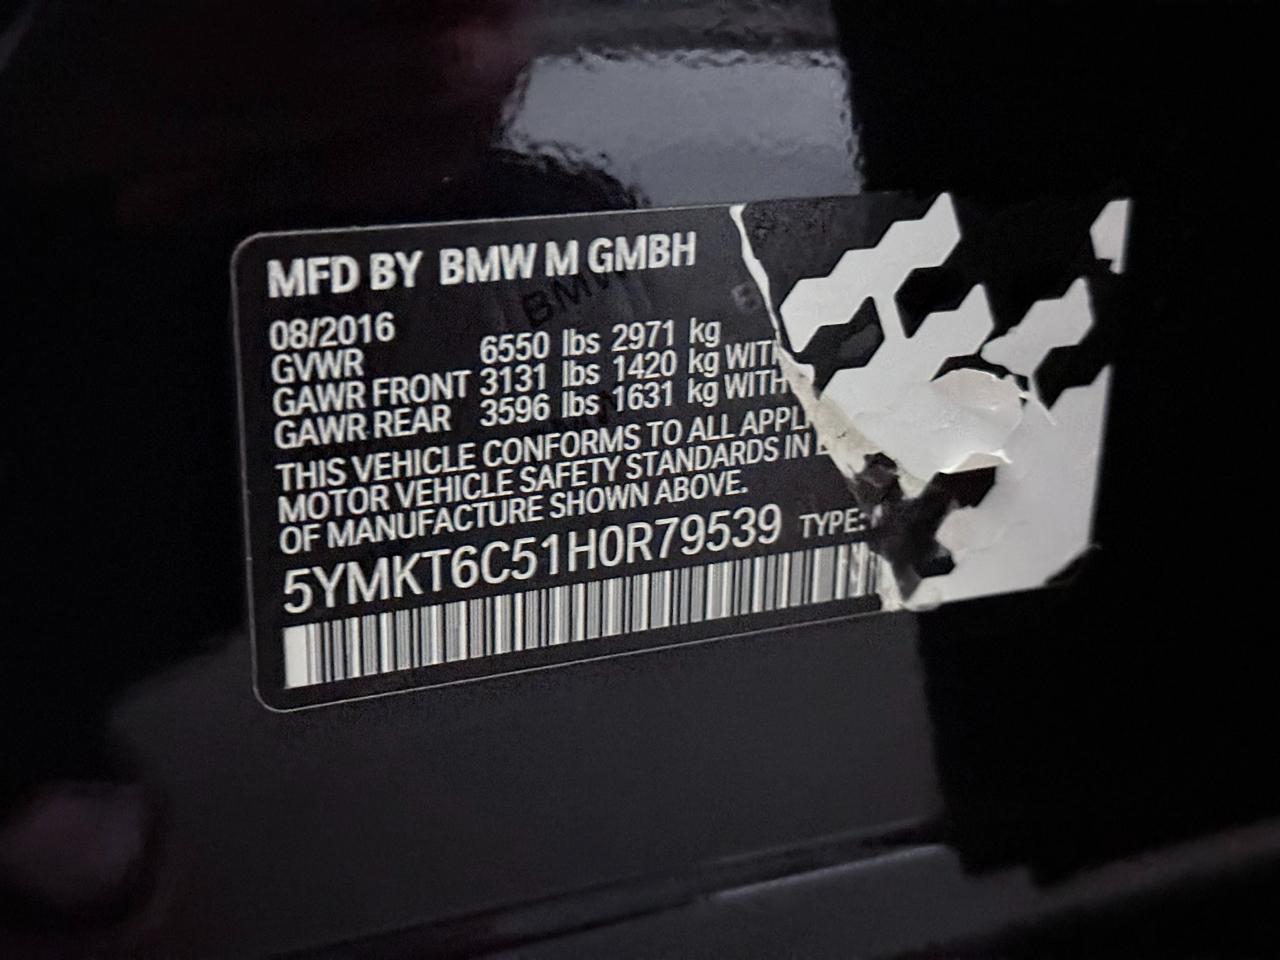 MFD BY BMW M GMBH
08/2016
GVWR 6550 lbs 2971 kg
GAWR FRONT 3131 lbs 1420 kg WITH
GAWR REAR 3596 lbs 1631 kg WITH
THIS VEHICLE CONFORMS TO ALL APPL
MOTOR VEHICLE SAFETY STANDARDS IN
OF MANUFACTURE SHOWN ABOVE.
5YMKT6C51H0R79539 TYPE:
BMW